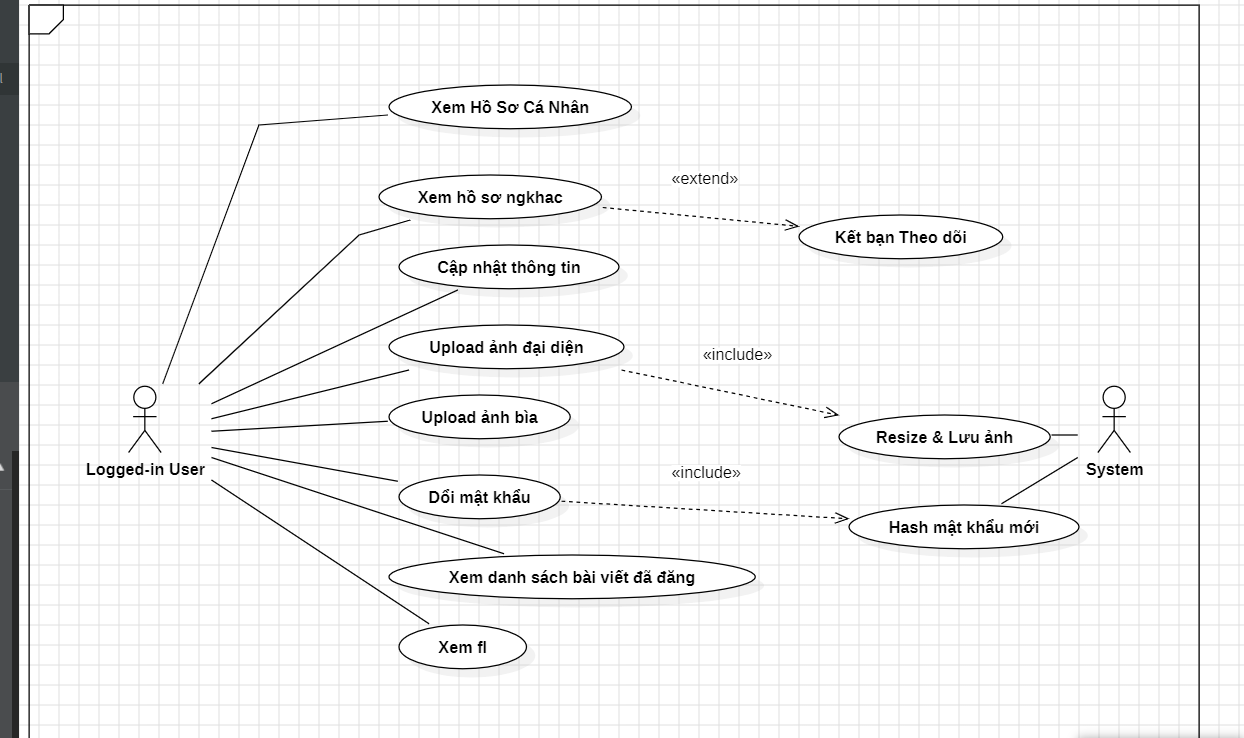 Xem Hồ Sơ Cá Nhân
«extend»
Xem hồ sơ ngkhac
Kết bạn Theo dõi
Cập nhật thông tin
Upload ảnh đại diện
«include»
Upload ảnh bìa
Resize & Lưu ảnh
Logged-in User
System
«include»
Dổi mật khẩu
Hash mật khẩu mới
Xem danh sách bài viết đã đăng
Xem fl